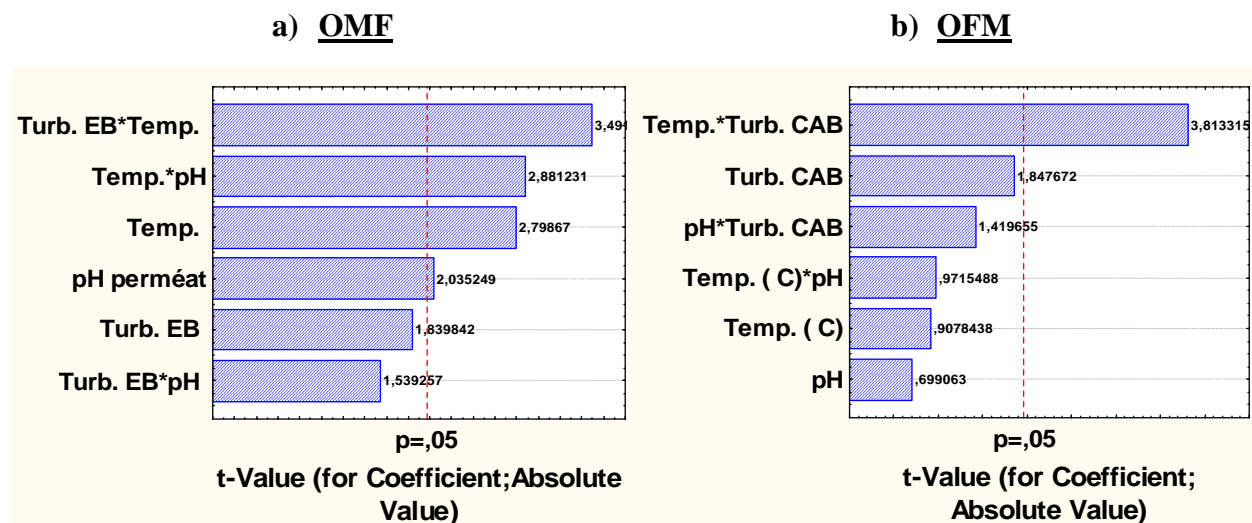 a) OMF
b) OFM
Turb. EB*Temp.
3,491
Temp.*pH
2,881231
Temp.
2,79867
pH perméat
2,035249
Turb. EB
1,839842
Turb. EB*pH
1,539257
p=,05
t-Value (for Coefficient;Absolute
Value)
Temp.*Turb. CAB
3,813315
Turb. CAB
1,847672
pH*Turb. CAB
1,419655
Temp. ( C)*pH
,9715488
Temp. ( C)
,9078438
pH
,699063
p=,05
t-Value (for Coefficient;
Absolute Value)